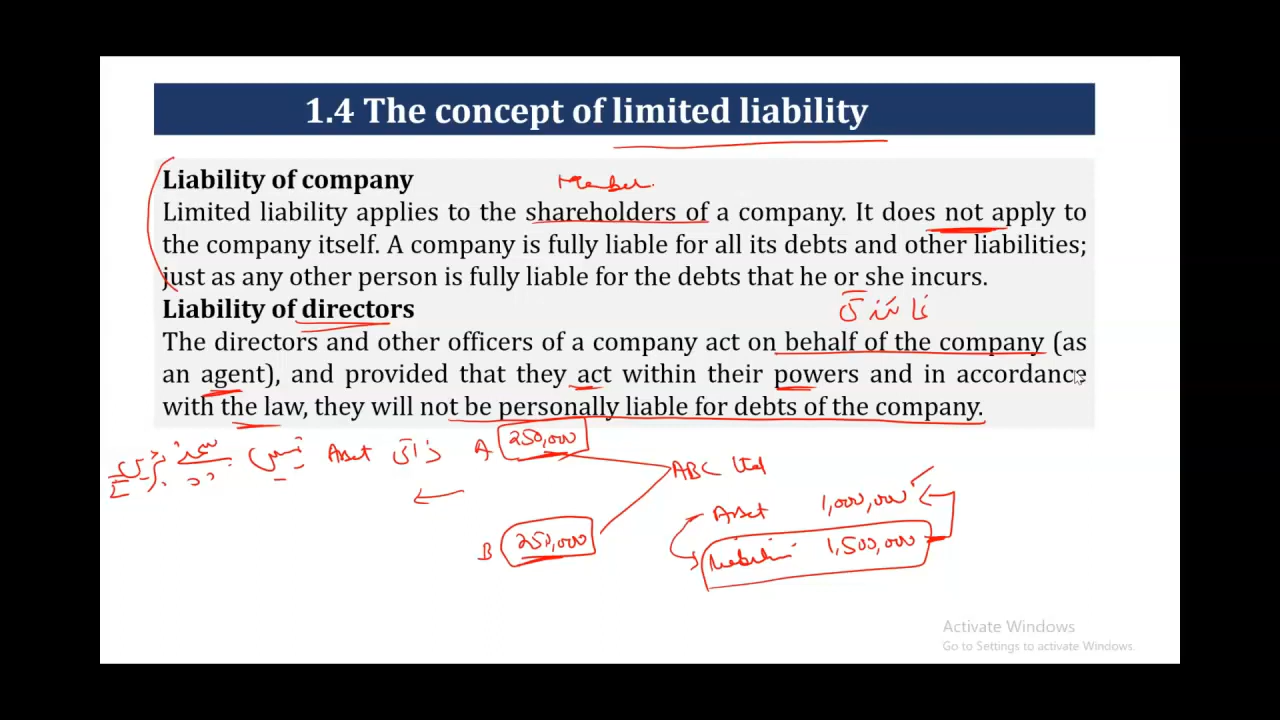 1.4 The concept of limited liability
Liability of company
Member
Limited liability applies to the shareholders of a company. It does not apply to
the company itself. A company is fully liable for all its debts and other liabilities;
just as any other person is fully liable for the debts that he or she incurs.
Liability of directors
The directors and other officers of a company act on behalf of the company (as
an agent), and provided that they act within their powers and in accordance
with the law, they will not be personally liable for debts of the company.
A 250,000
ذاتی Asset نہیں
ABC Ltd
Asset 1,000,000
B 250,000
1,500,000
Activate Windows
Go to Settings to activate Windows.